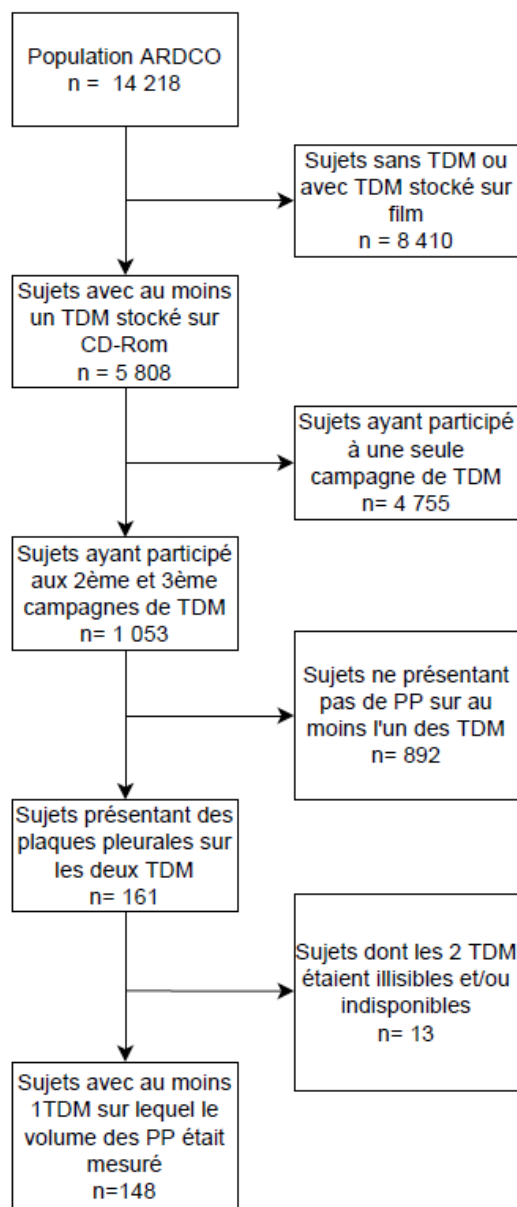 Population ARDCO
n = 14 218
Sujets sans TDM ou
avec TDM stocké sur
film
n = 8 410
Sujets avec au moins
un TDM stocké sur
CD-Rom
n = 5 808
Sujets ayant participé
à une seule
campagne de TDM
n= 4 755
Sujets ayant participé
aux 2ème et 3ème
campagnes de TDM
n= 1 053
Sujets ne présentant
pas de PP sur au
moins l'un des TDM
n= 892
Sujets présentant des
plaques pleurales sur
les deux TDM
n= 161
Sujets dont les 2 TDM
étaient illisibles et/ou
indisponibles
n= 13
Sujets avec au moins
1TDM sur lequel le
volume des PP était
mesuré
n=148